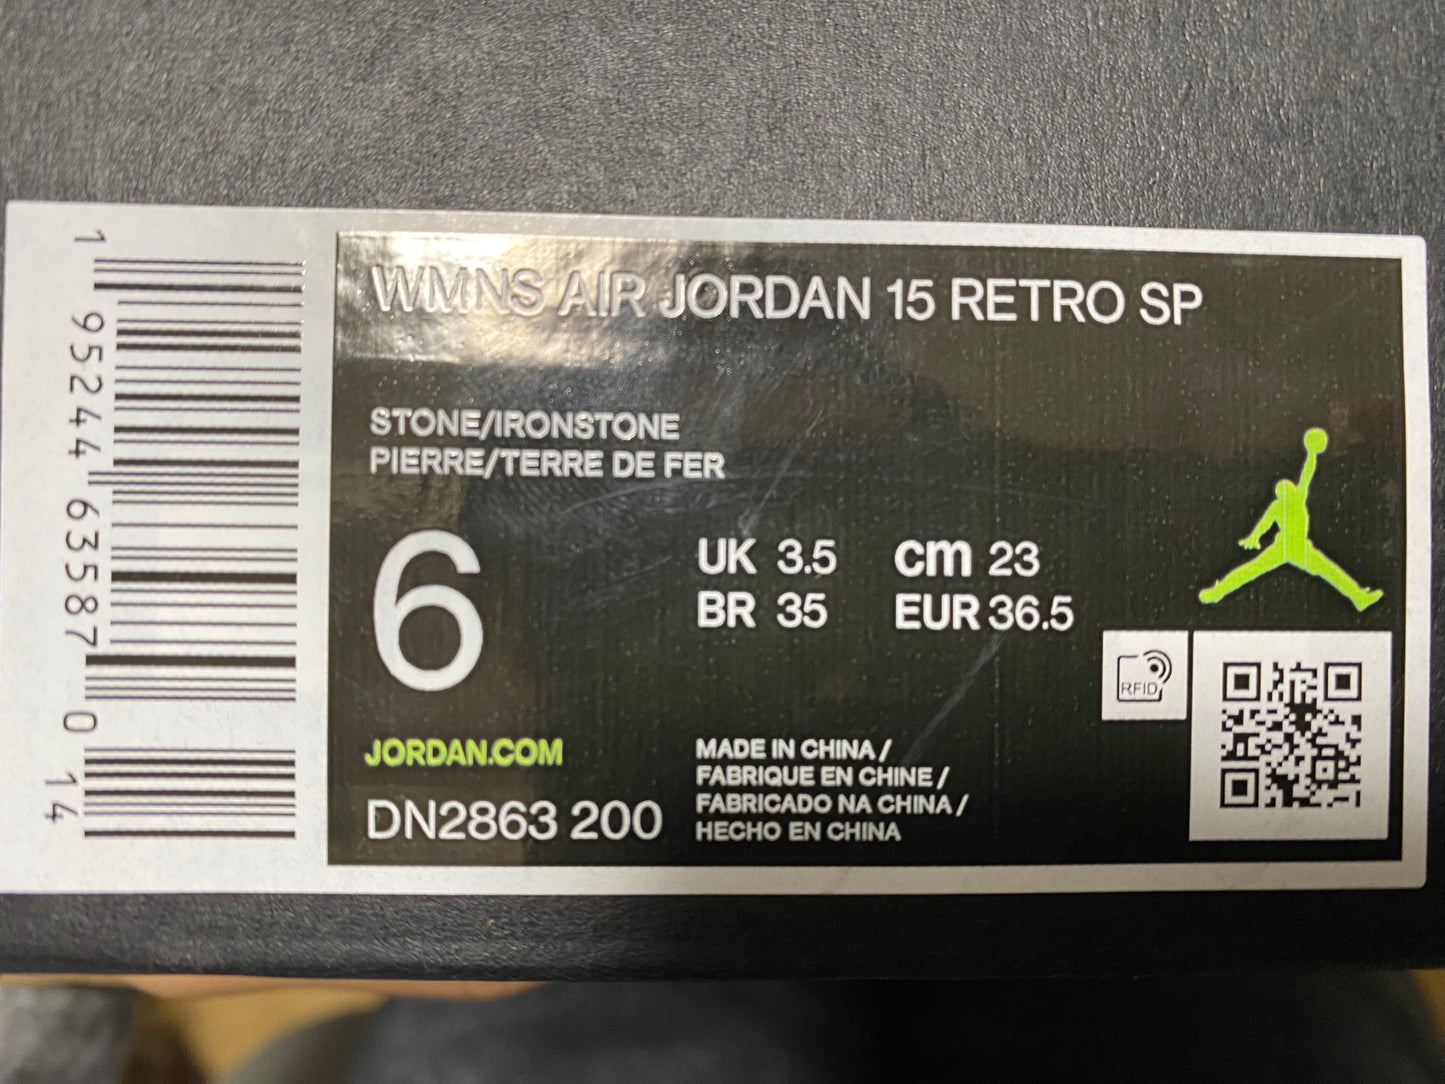 WMNS AIR JORDAN 15 RETRO SP
STONE/IRONSTONE
PIERRE/TERRE DE FER
6
UK 3.5 cm 23
BR 35 EUR 36.5
RFID
JORDAN.COM
DN2863 200
MADE IN CHINA /
FABRIQUE EN CHINE /
FABRICADO NA CHINA /
HECHO EN CHINA
1 95244 63587 0 14